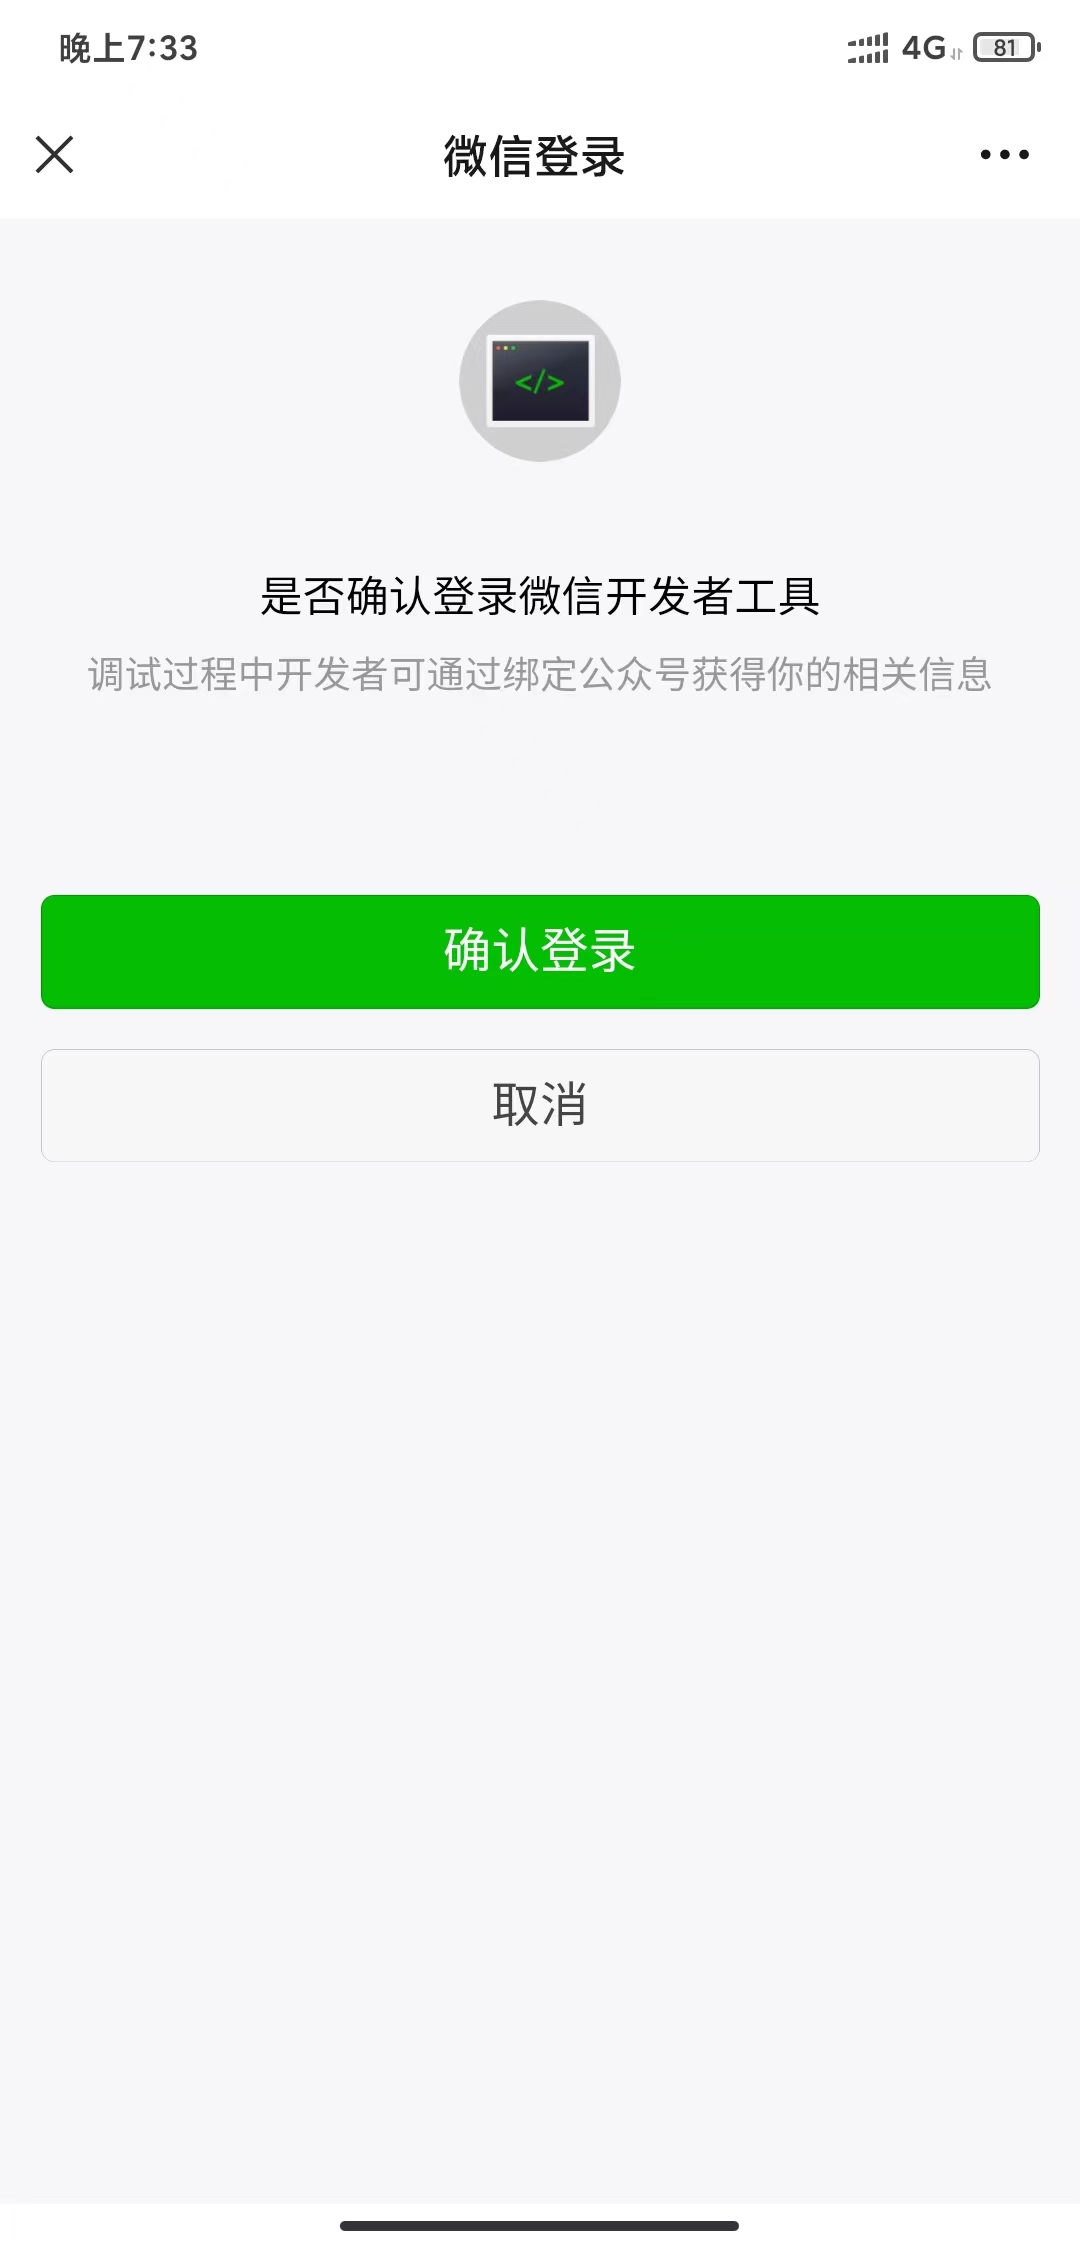 晚上7:33
4G 81
微信登录
</>
是否确认登录微信开发者工具
调试过程中开发者可通过绑定公众号获得你的相关信息
确认登录
取消